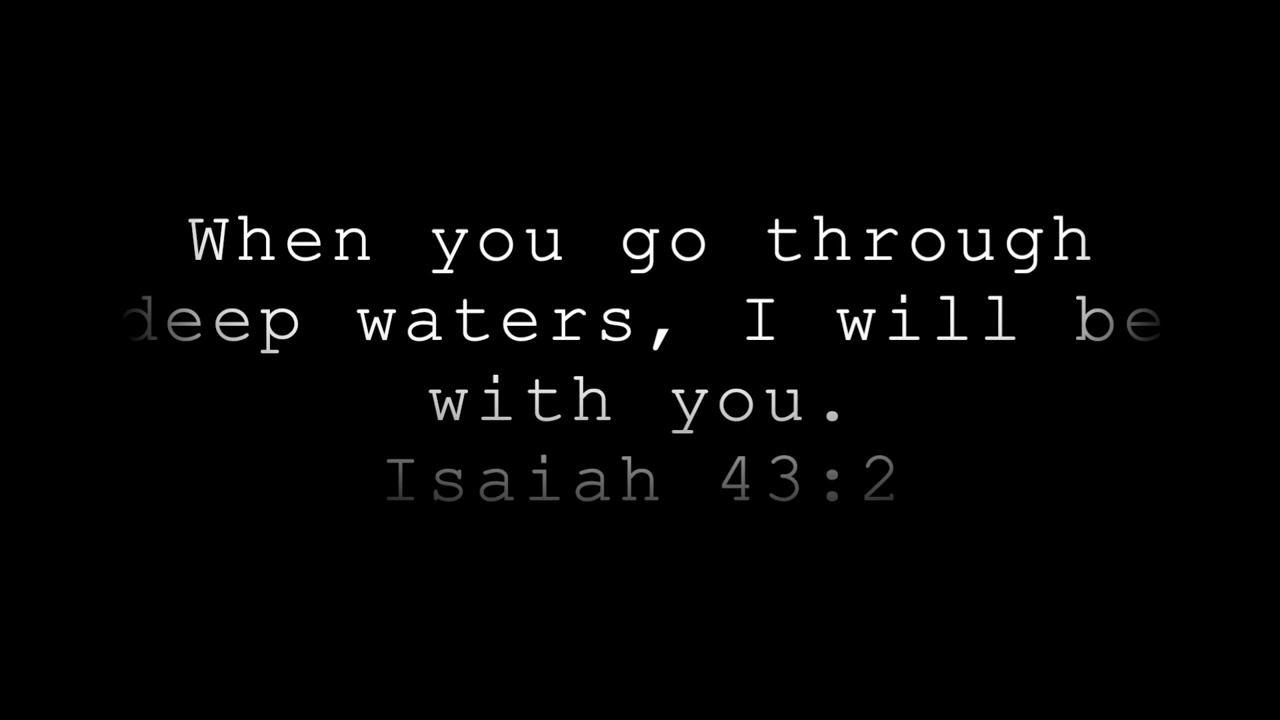 When you go through
deep waters, I will be
with you.
Isaiah 43:2